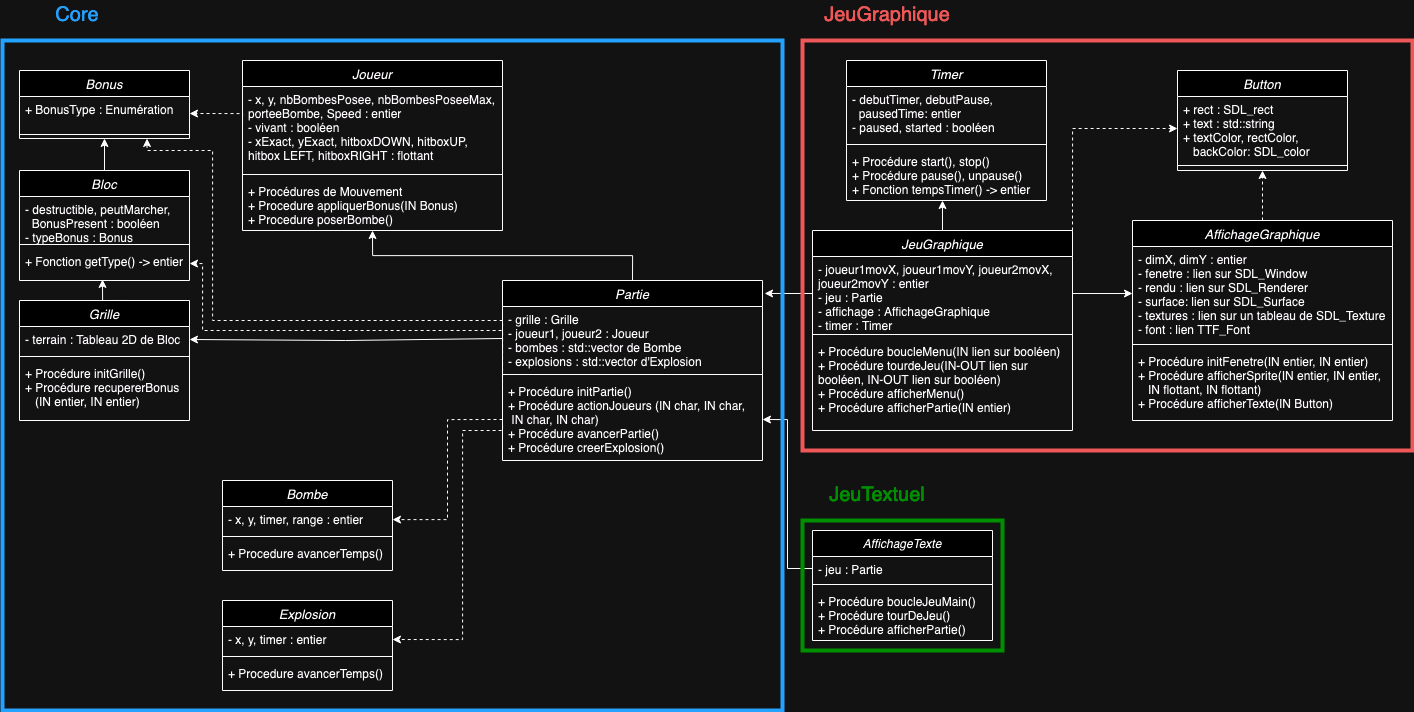 Core
Bonus
+ BonusType : Enumération
Joueur
- x, y, nbBombesPosee, nbBombesPoseeMax,
porteeBombe, Speed : entier
- vivant : booléen
- xExact, yExact, hitboxDOWN, hitboxUP,
hitbox LEFT, hitboxRIGHT : flottant
+ Procédures de Mouvement
+ Procedure appliquerBonus(IN Bonus)
+ Procedure poserBombe()
Bloc
- destructible, peutMarcher,
BonusPresent : booléen
- typeBonus : Bonus
+ Fonction getType() -> entier
Grille
- terrain : Tableau 2D de Bloc
+ Procédure initGrille()
+ Procédure recupererBonus
(IN entier, IN entier)
Partie
- grille : Grille
- joueur1, joueur2 : Joueur
- bombes : std::vector de Bombe
- explosions : std::vector d'Explosion
+ Procédure initPartie()
+ Procédure actionJoueurs (IN char, IN char,
IN char, IN char)
+ Procédure avancerPartie()
+ Procédure creerExplosion()
Bombe
- x, y, timer, range : entier
+ Procedure avancerTemps()
Explosion
- x, y, timer : entier
+ Procedure avancerTemps()
JeuGraphique
Timer
- debutTimer, debutPause,
pausedTime: entier
- paused, started : booléen
+ Procédure start(), stop()
+ Procédure pause(), unpause()
+ Fonction tempsTimer() -> entier
Button
+ rect : SDL_rect
+ text : std::string
+ textColor, rectColor,
backColor: SDL_color
JeuGraphique
- joueur1movX, joueur1movY, joueur2movX,
joueur2movY : entier
- jeu : Partie
- affichage : AffichageGraphique
- timer : Timer
+ Procédure boucleMenu(IN lien sur booléen)
+ Procédure tourdeJeu(IN-OUT lien sur
booléen, IN-OUT lien sur booléen)
+ Procédure afficherMenu()
+ Procédure afficherPartie(IN entier)
AffichageGraphique
- dimX, dimY : entier
- fenetre : lien sur SDL_Window
- rendu : lien sur SDL_Renderer
- surface: lien sur SDL_Surface
- textures : lien sur un tableau de SDL_Texture
- font : lien TTF_Font
+ Procédure initFenetre(IN entier, IN entier)
+ Procédure afficherSprite(IN entier, IN entier,
IN flottant, IN flottant)
+ Procédure afficherTexte(IN Button)
JeuTextuel
AffichageTexte
- jeu : Partie
+ Procédure boucleJeuMain()
+ Procédure tourDeJeu()
+ Procédure afficherPartie()